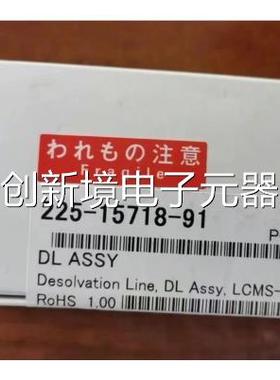 われもの注意
Fragile
创新境电子元器
225-15718-91
P
DL ASSY
Desolvation Line, DL Assy, LCMS-
RoHS 1.00